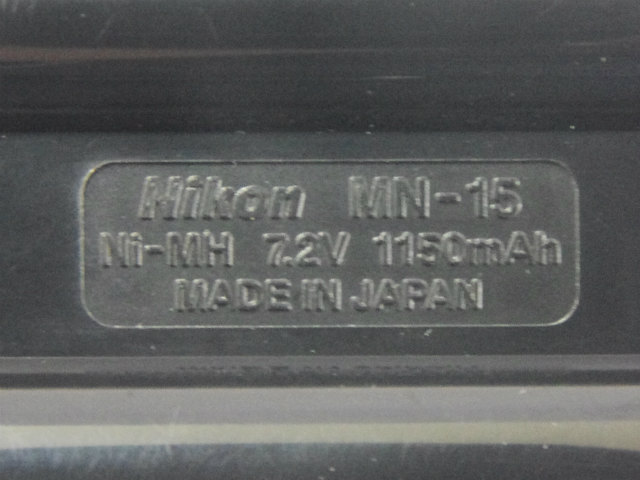 Nikon MN-15
Ni-MH 7.2V 1150mAh
MADE IN JAPAN